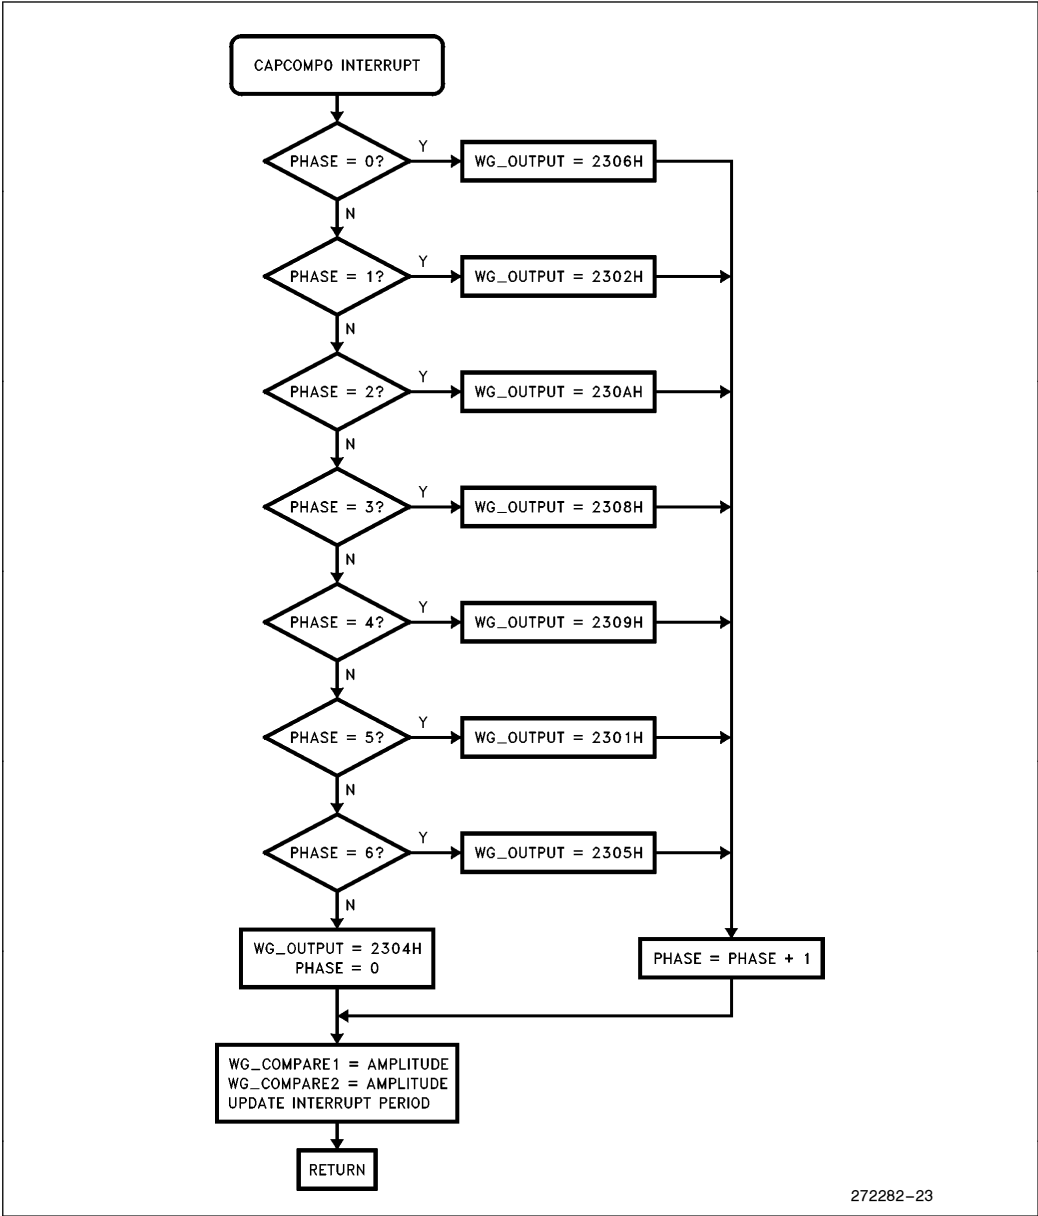 CAPCOMP0 INTERRUPT
PHASE = 0?
Y
WG_OUTPUT = 2306H
N
PHASE = 1?
Y
WG_OUTPUT = 2302H
N
PHASE = 2?
Y
WG_OUTPUT = 230AH
N
PHASE = 3?
Y
WG_OUTPUT = 2308H
N
PHASE = 4?
Y
WG_OUTPUT = 2309H
N
PHASE = 5?
Y
WG_OUTPUT = 2301H
N
PHASE = 6?
Y
WG_OUTPUT = 2305H
N
WG_OUTPUT = 2304H
PHASE = 0
PHASE = PHASE + 1
WG_COMPARE1 = AMPLITUDE
WG_COMPARE2 = AMPLITUDE
UPDATE INTERRUPT PERIOD
RETURN
272282–23